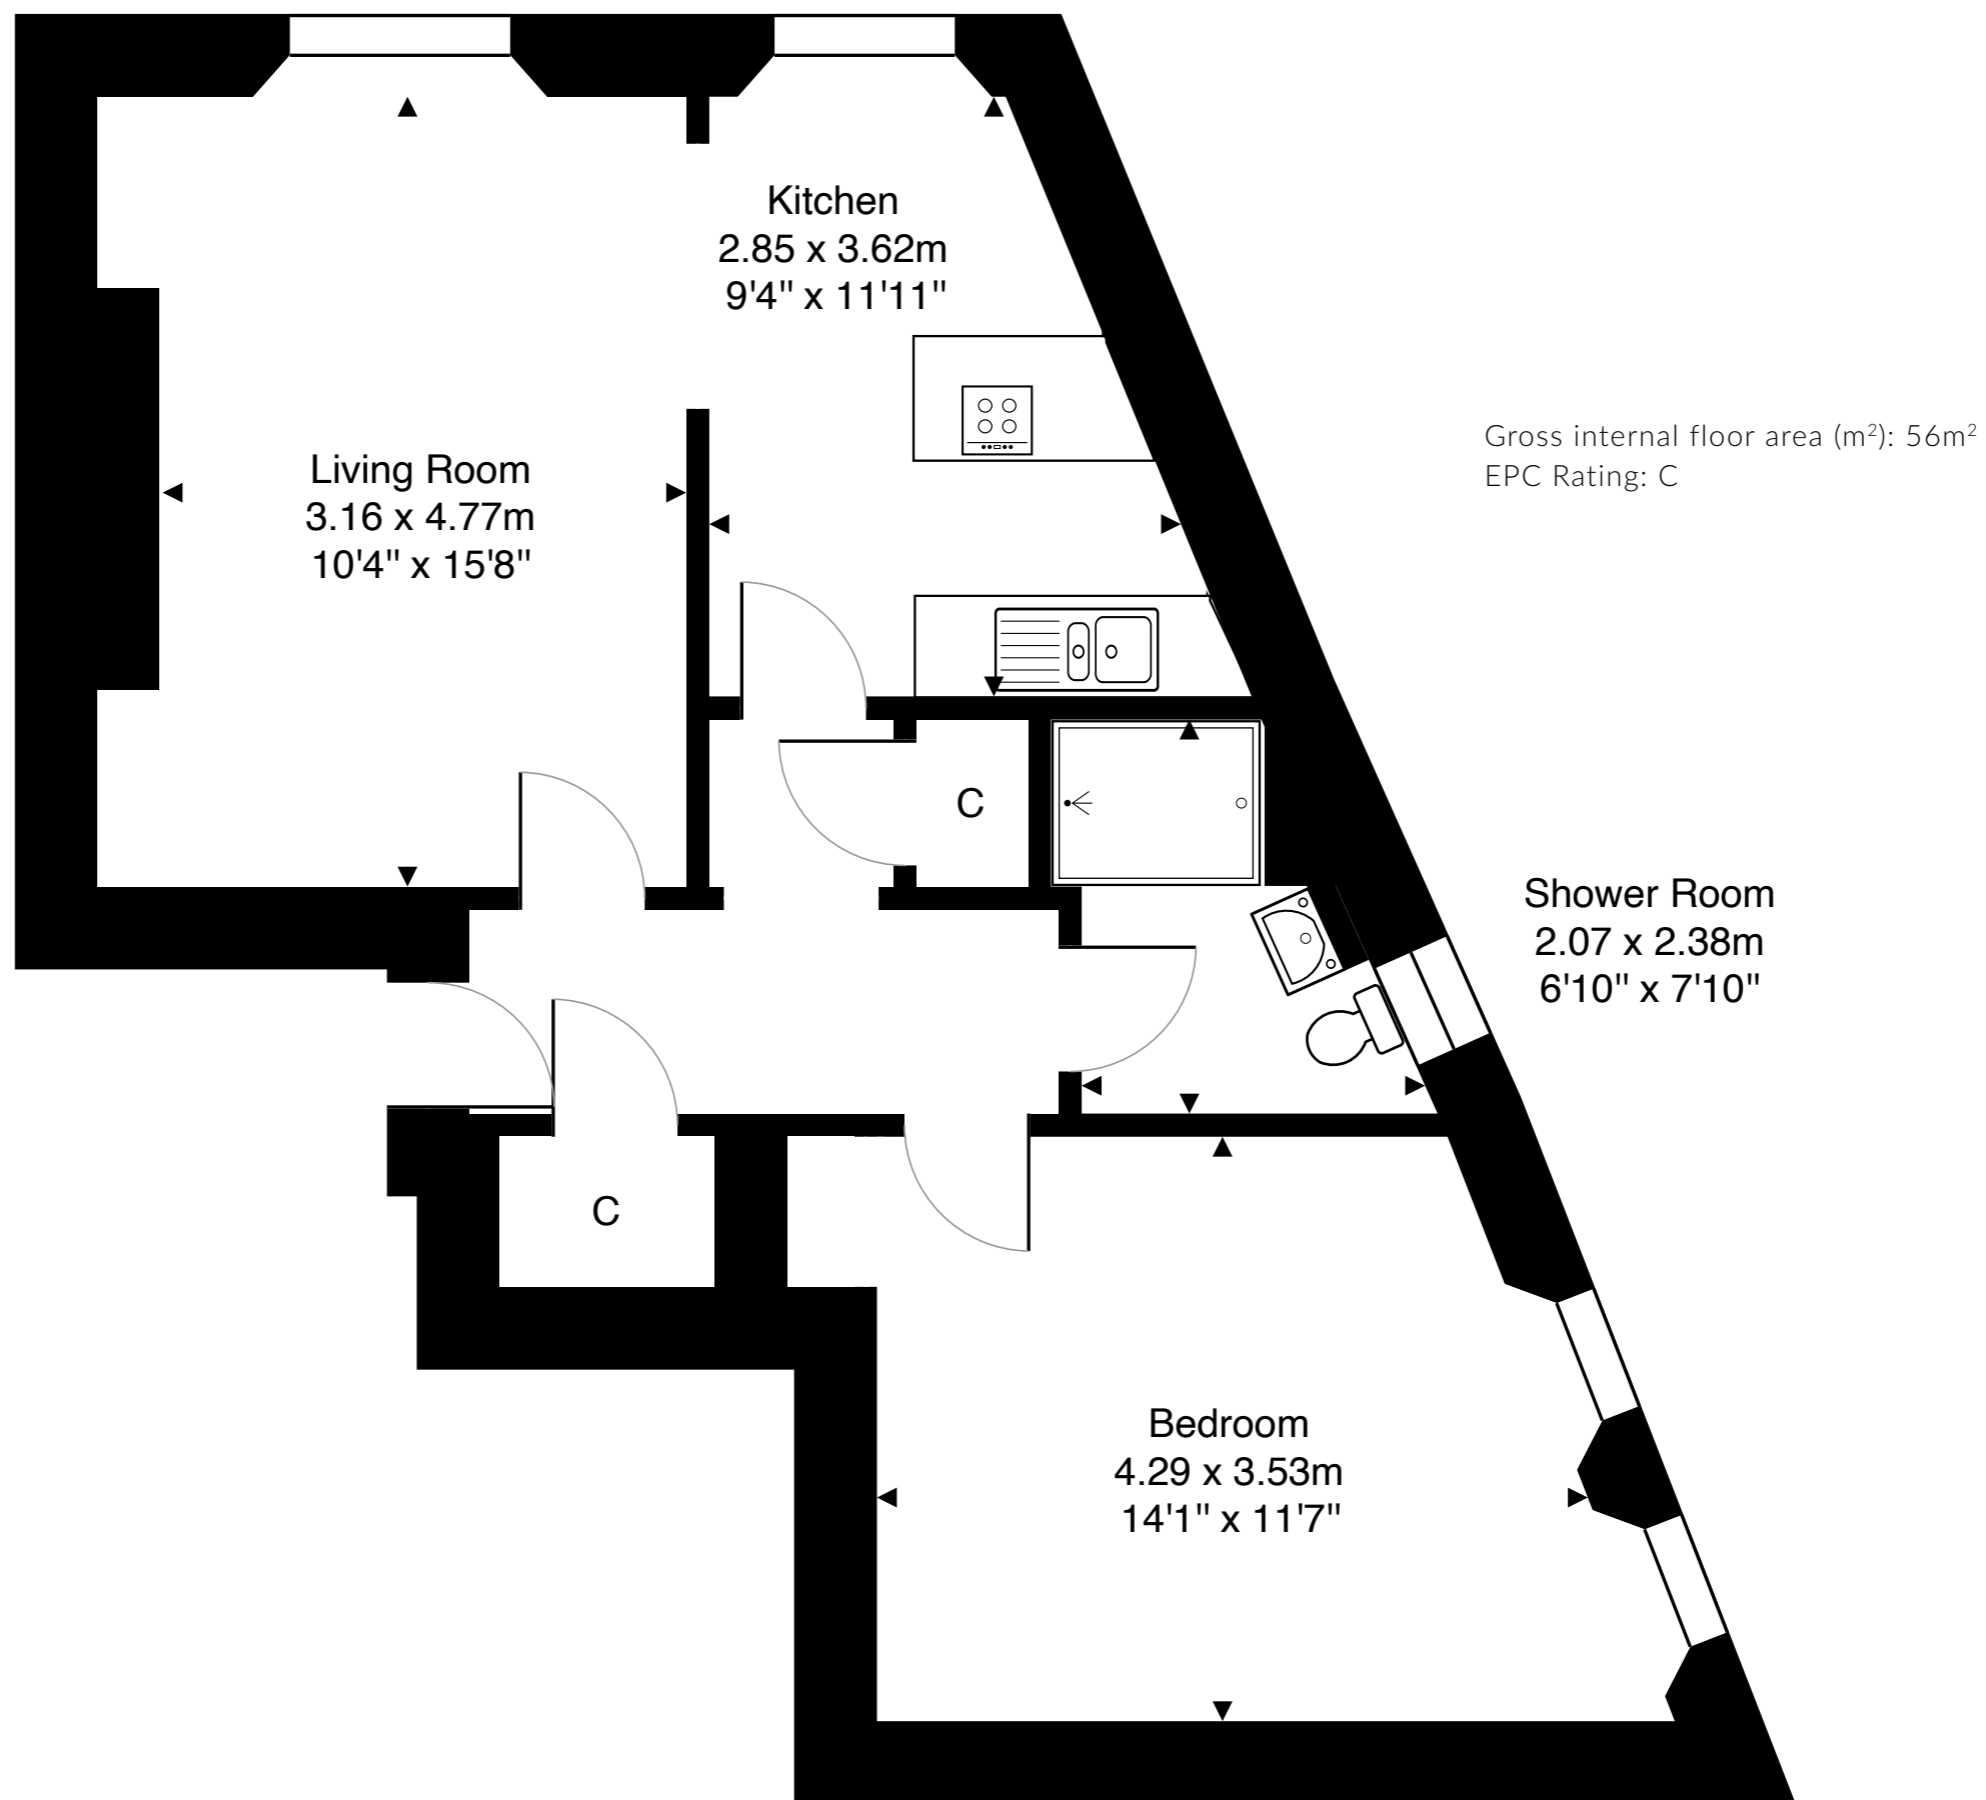 Kitchen
2.85 x 3.62m
9'4" x 11'11"
Gross internal floor area (m²): 56m²
EPC Rating: C
Living Room
3.16 x 4.77m
10'4" x 15'8"
C
Shower Room
2.07 x 2.38m
6'10" x 7'10"
C
Bedroom
4.29 x 3.53m
14'1" x 11'7"